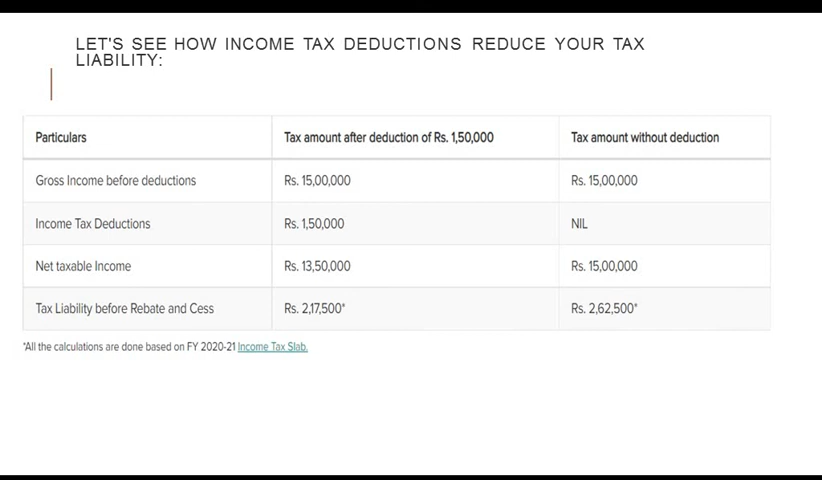 LET'S SEE HOW INCOME TAX DEDUCTIONS REDUCE YOUR TAX
LIABILITY:
Particulars Tax amount after deduction of Rs. 1,50,000 Tax amount without deduction
Gross Income before deductions Rs. 15,00,000 Rs. 15,00,000
Income Tax Deductions Rs. 1,50,000 NIL
Net taxable Income Rs. 13,50,000 Rs. 15,00,000
Tax Liability before Rebate and Cess Rs. 2,17,500* Rs. 2,62,500*
*All the calculations are done based on FY 2020-21 Income Tax Slab.